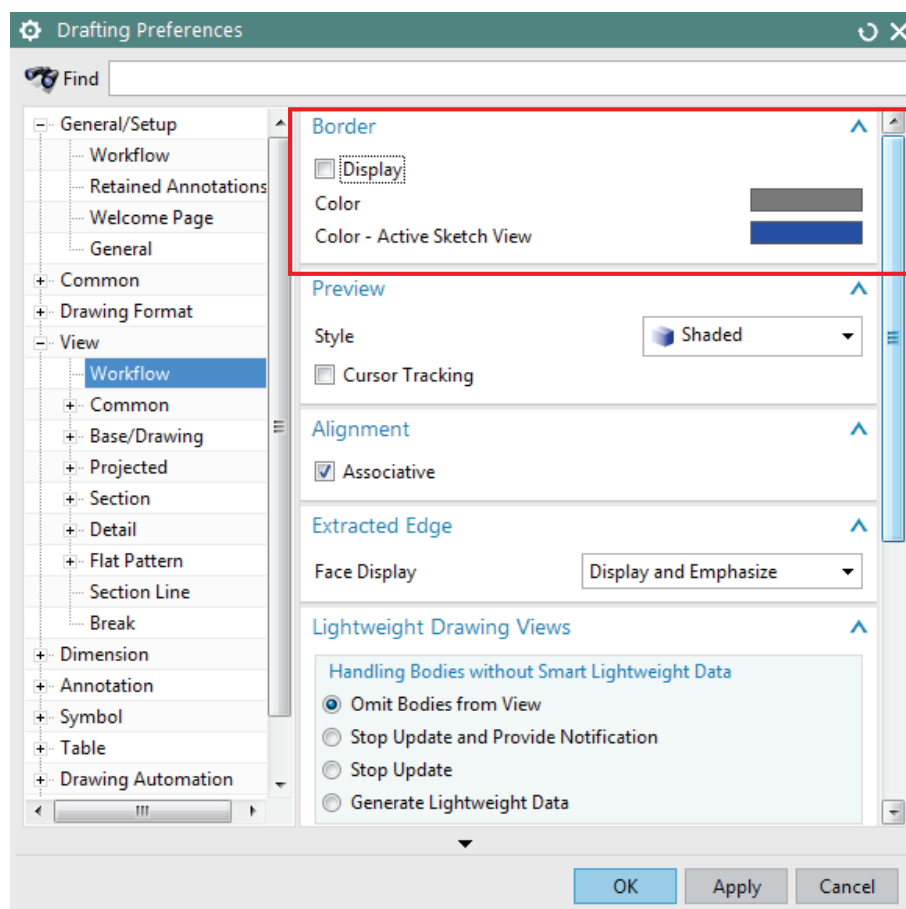 Drafting Preferences
Find
General/Setup
Workflow
Retained Annotations
Welcome Page
General
Common
Drawing Format
View
Workflow
Common
Base/Drawing
Projected
Section
Detail
Flat Pattern
Section Line
Break
Dimension
Annotation
Symbol
Table
Drawing Automation
Border
Display
Color
Color - Active Sketch View
Preview
Style Shaded
Cursor Tracking
Alignment
Associative
Extracted Edge
Face Display Display and Emphasize
Lightweight Drawing Views
Handling Bodies without Smart Lightweight Data
Omit Bodies from View
Stop Update and Provide Notification
Stop Update
Generate Lightweight Data
OK Apply Cancel